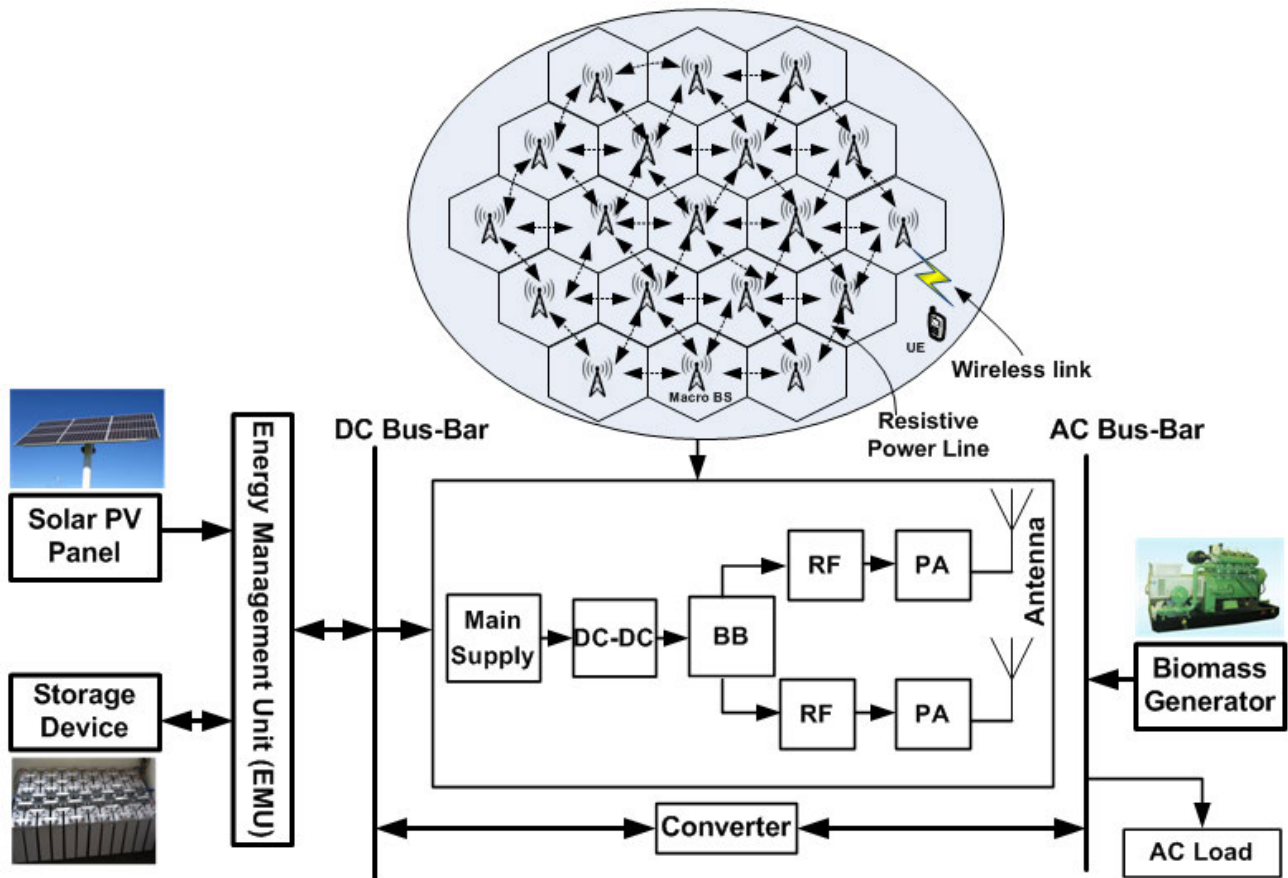 UE
Wireless link
Macro BS
Resistive
Power Line
DC Bus-Bar
AC Bus-Bar
Solar PV
Panel
Energy Management Unit (EMU)
Storage
Device
Main
Supply
DC-DC
BB
RF
PA
RF
PA
Antenna
Biomass
Generator
Converter
AC Load